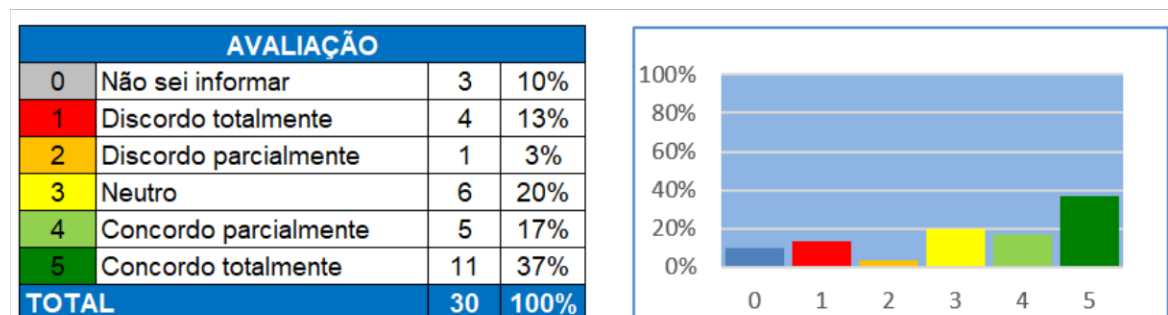 AVALIAÇÃO
0 Não sei informar 3 10%
1 Discordo totalmente 4 13%
2 Discordo parcialmente 1 3%
3 Neutro 6 20%
4 Concordo parcialmente 5 17%
5 Concordo totalmente 11 37%
TOTAL 30 100%
100%
80%
60%
40%
20%
0%
0 1 2 3 4 5